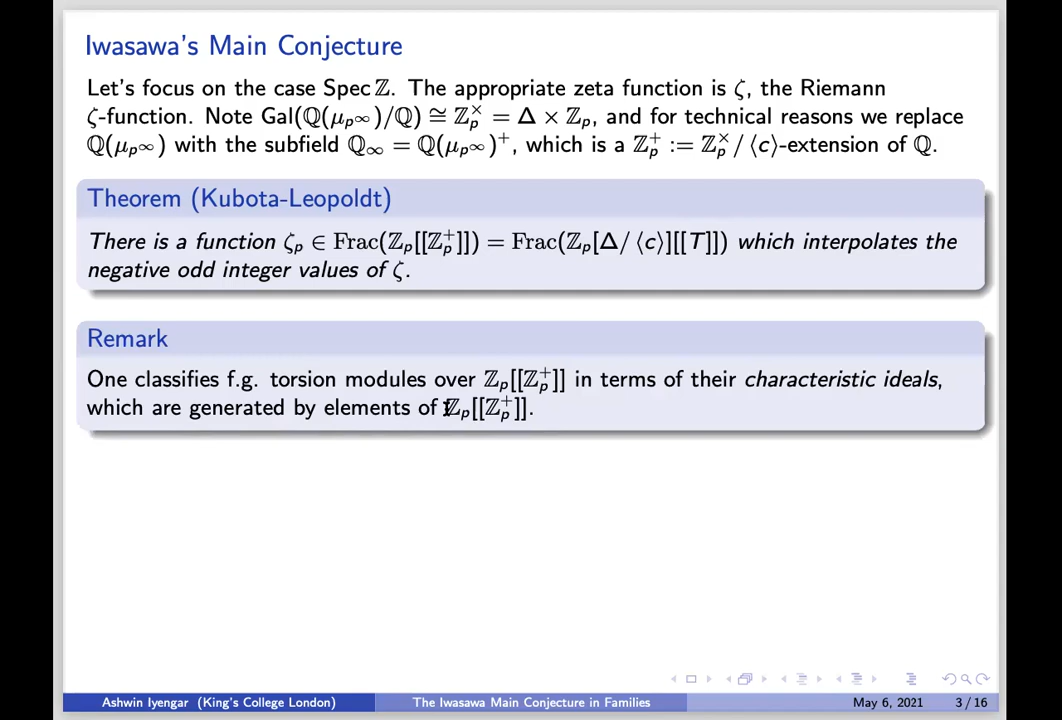 Iwasawa's Main Conjecture
Let's focus on the case Spec ℤ. The appropriate zeta function is ζ, the Riemann
ζ-function. Note Gal(ℚ(μ_{p^∞})/ℚ) ≅ ℤ_p^× = Δ × ℤ_p, and for technical reasons we replace
ℚ(μ_{p^∞}) with the subfield ℚ_∞ = ℚ(μ_{p^∞})^+, which is a ℤ_p^+ := ℤ_p^×/⟨c⟩-extension of ℚ.
Theorem (Kubota-Leopoldt)
There is a function ζ_p ∈ Frac(ℤ_p[[ℤ_p^+]]) = Frac(ℤ_p[Δ/⟨c⟩][[T]]) which interpolates the
negative odd integer values of ζ.
Remark
One classifies f.g. torsion modules over ℤ_p[[ℤ_p^+]] in terms of their characteristic ideals,
which are generated by elements of ℤ_p[[ℤ_p^+]].
Ashwin Iyengar (King's College London) The Iwasawa Main Conjecture in Families May 6, 2021 3 / 16